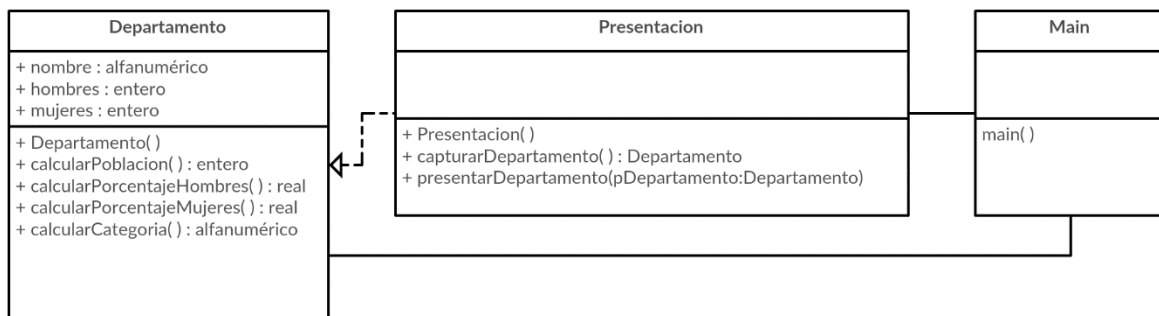 Departamento
+ nombre : alfanumérico
+ hombres : entero
+ mujeres : entero
+ Departamento( )
+ calcularPoblacion( ) : entero
+ calcularPorcentajeHombres( ) : real
+ calcularPorcentajeMujeres( ) : real
+ calcularCategoria( ) : alfanumérico
Presentacion
+ Presentacion( )
+ capturarDepartamento( ) : Departamento
+ presentarDepartamento(pDepartamento:Departamento)
Main
main( )